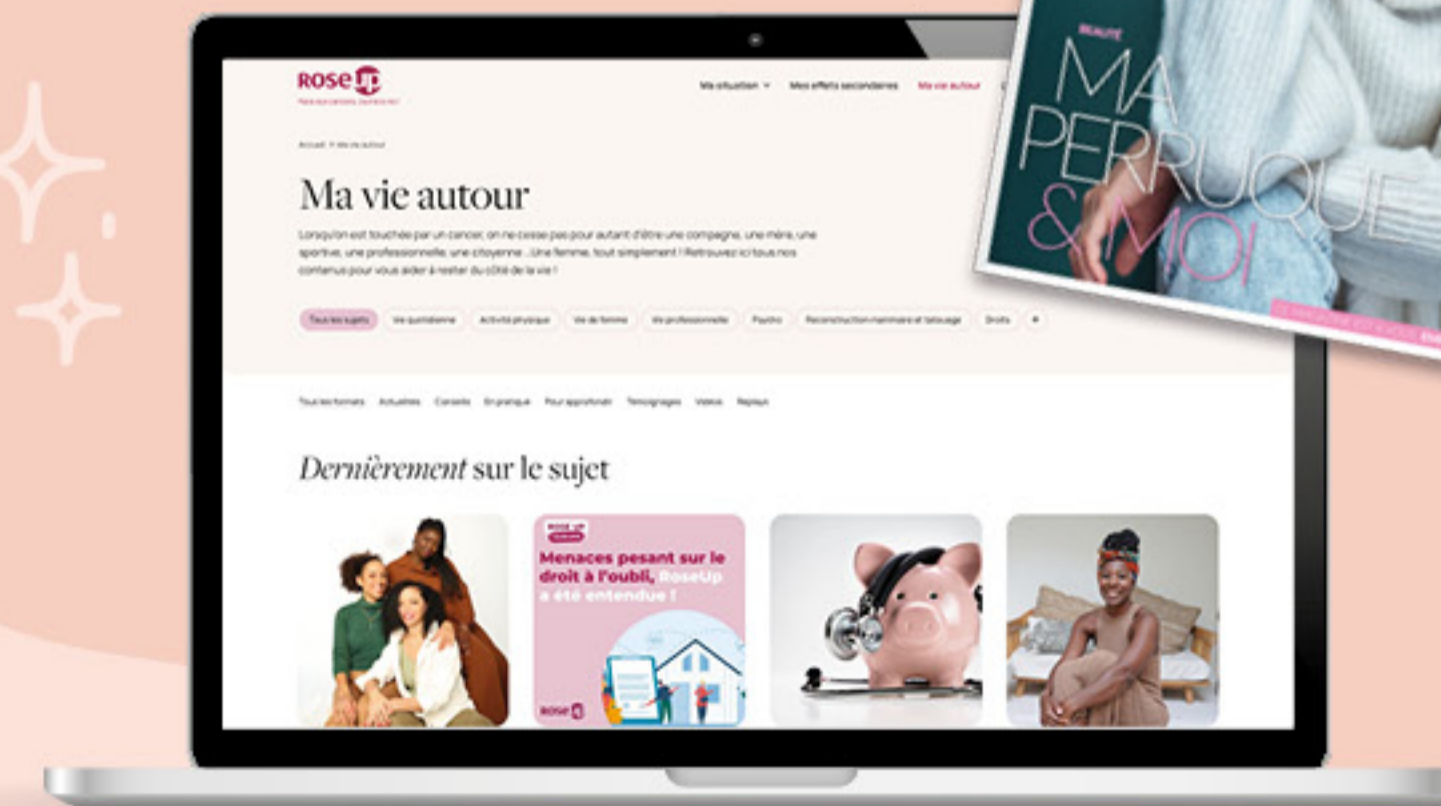 ROSE UP
Ma situation
Mes effets secondaires
Ma vie autour
Accueil
Ma vie autour
Ma vie autour
Lorsqu'on est touchée par un cancer, on ne cesse pas pour autant d'être une compagne, une mère, une
sportive, une professionnelle, une citoyenne ...Une femme, tout simplement ! Retrouvez ici tous nos
contenus pour vous aider à rester du côté de la vie !
Tous les sujets
Vie quotidienne
Activité physique
Vie de femme
Vie professionnelle
Psycho
Reconstruction mammaire et tatouage
Droits
+
Tous les formats
Actualités
Conseils
En pratique
Pour approfondir
Témoignages
Vidéos
Replays
Dernièrement sur le sujet
ROSE UP
Menaces pesant sur le
droit à l'oubli, RoseUp
a été entendue !
ROSE UP
BEAUTÉ
MA
PERRUQUE
& MOI